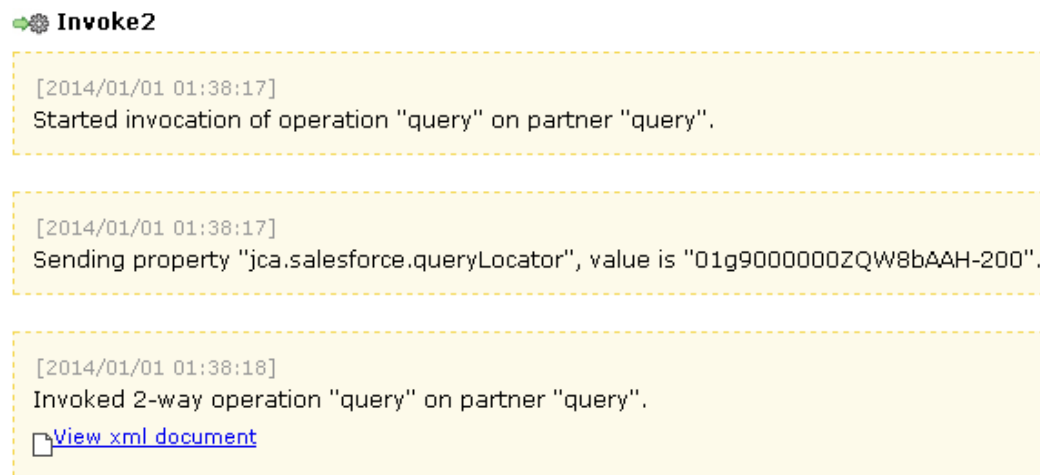 Invoke2
[2014/01/01 01:38:17]
Started invocation of operation "query" on partner "query".
[2014/01/01 01:38:17]
Sending property "jca.salesforce.queryLocator", value is "01g9000000ZQW8bAAH-200".
[2014/01/01 01:38:18]
Invoked 2-way operation "query" on partner "query".
View xml document